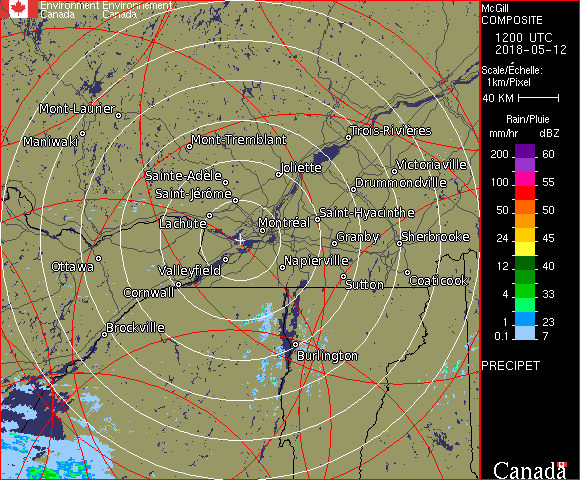 Environment Environnement
Canada Canada
McGill
COMPOSITE
1200 UTC
2018-05-12
Scale/Échelle:
1km/Pixel
40 KM
Rain/Pluie
mm/hr dBZ
200 60
100 55
50 50
24 45
12 40
4 33
2 23
0.1 7
PRECIPET
Mont-Laurier
Maniwaki
Mont-Tremblant
Trois-Rivières
Joliette
Victoriaville
Sainte-Adèle
Drummondville
Saint-Jérôme
Lachute
Saint-Hyacinthe
Montréal
Granby
Sherbrooke
Ottawa
Valleyfield
Napierville
Cornwall
Sutton
Coaticook
Brockville
Burlington
Canada